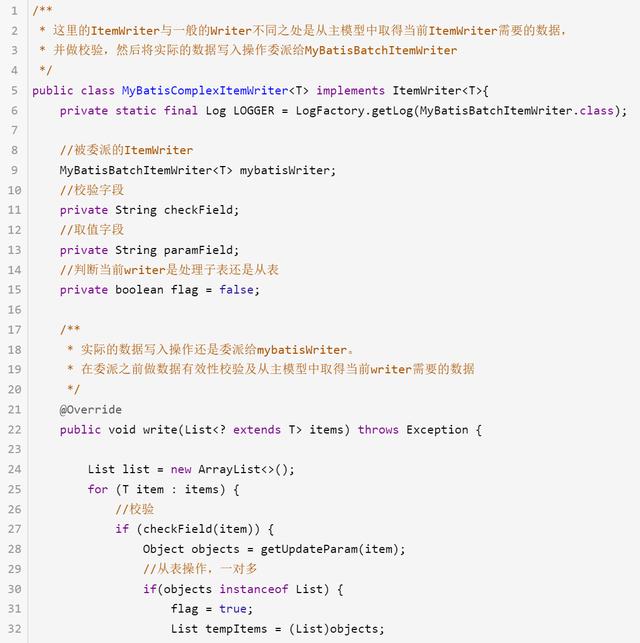 1 /**
2  * 这里的ItemWriter与一般的Writer不同之处是从主模型中取得当前ItemWriter需要的数据，
3  * 并做校验，然后将实际的数据写入操作委派给MyBatisBatchItemWriter
4  */
5 public class MyBatisComplexItemWriter<T> implements ItemWriter<T>{
6     private static final Log LOGGER = LogFactory.getLog(MyBatisBatchItemWriter.class);
7
8     //被委派的ItemWriter
9     MyBatisBatchItemWriter<T> mybatisWriter;
10     //校验字段
11     private String checkField;
12     //取值字段
13     private String paramField;
14     //判断当前writer是处理子表还是从表
15     private boolean flag = false;
16
17     /**
18      * 实际的数据写入操作还是委派给mybatisWriter。
19      * 在委派之前做数据有效性校验及从主模型中取得当前writer需要的数据
20      */
21     @Override
22     public void write(List<? extends T> items) throws Exception {
23
24         List list = new ArrayList<>();
25         for (T item : items) {
26             //校验
27             if (checkField(item)) {
28                 Object objects = getUpdateParam(item);
29                 //从表操作，一对多
30                 if(objects instanceof List) {
31                     flag = true;
32                     List tempItems = (List)objects;